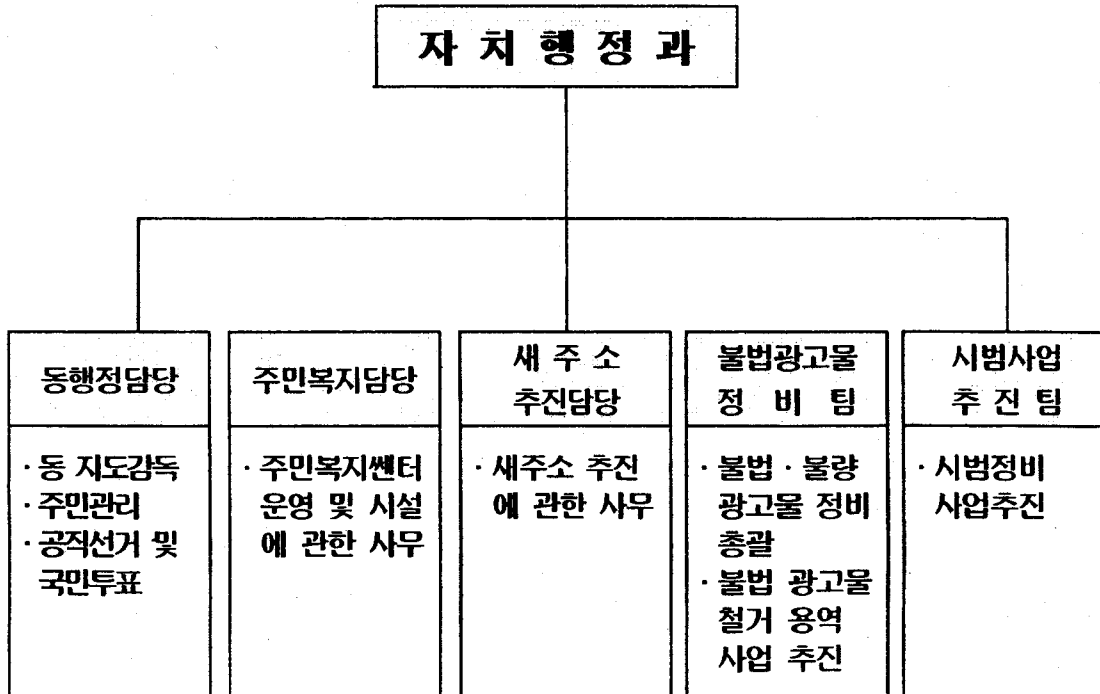 자치행정과
동행정담당
· 동 지도감독
· 주민관리
· 공직선거 및
국민투표
주민복지담당
· 주민복지쎈터
운영 및 시설
에 관한 사무
새 주 소
추진담당
· 새주소 추진
에 관한 사무
불법광고물
정 비 팀
· 불법 · 불량
광고물 정비
총괄
· 불법 광고물
철거 용역
사업 추진
시범사업
추 진 팀
· 시범정비
사업추진